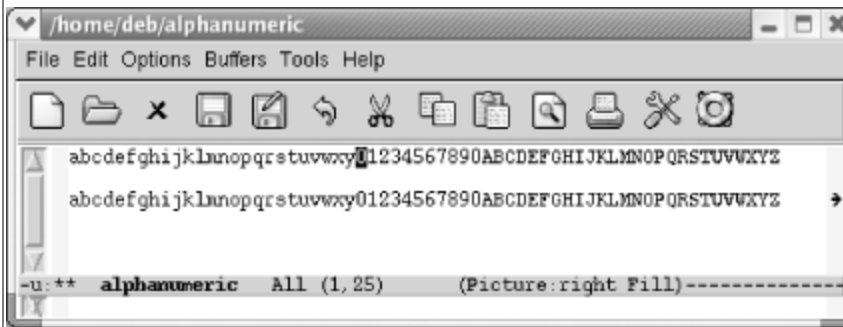 /home/deb/alphanumeric
File Edit Options Buffers Tools Help
abcdefghijklmnopqrstuvwxy01234567890ABCDEFGHIJKLMNOPQRSTUVWXYZ
abcdefghijklmnopqrstuvwxy01234567890ABCDEFGHIJKLMNOPQRSTUVWXYZ
-u:** alphanumeric All (1,25) (Picture:right Fill)--------------